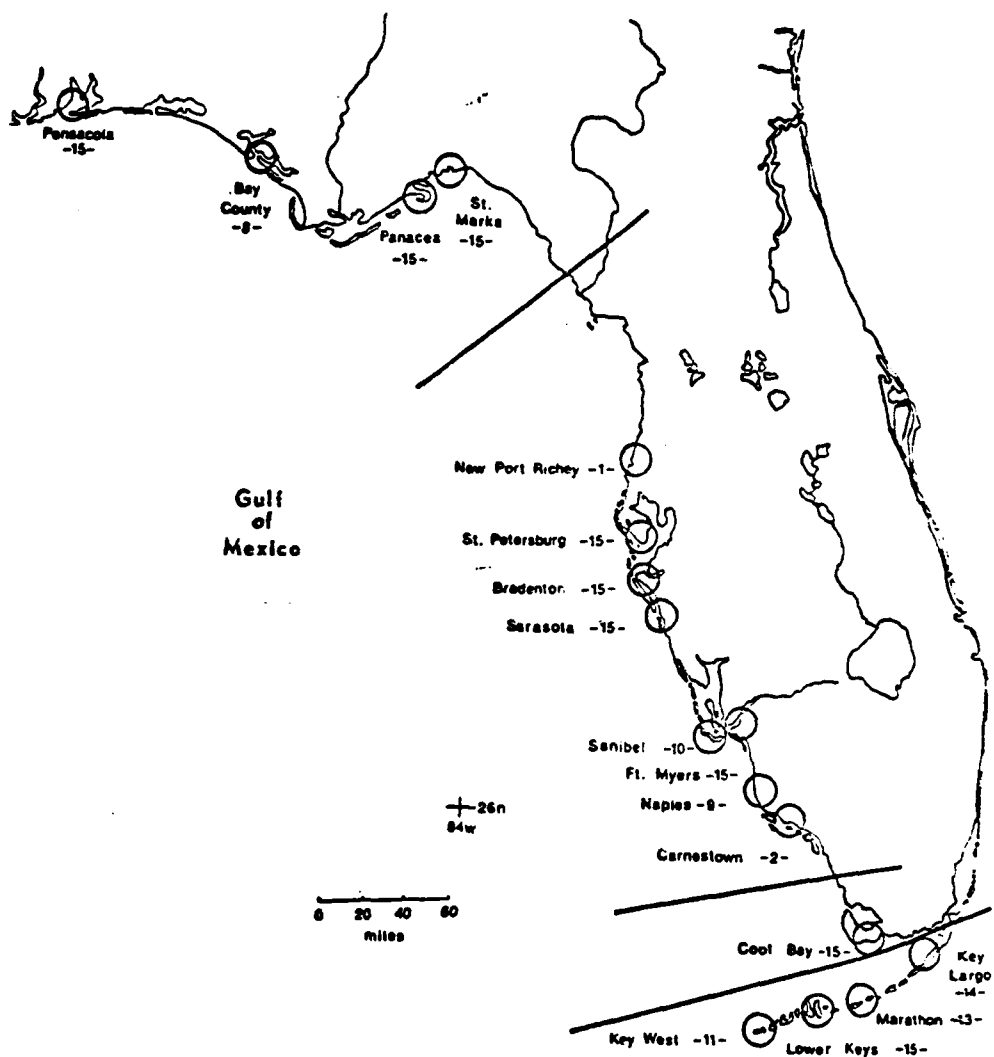 Pensacola
-15-
Bay
County
-8-
St.
Marks
-15-
Panacea
-15-
New Port Richey -1-
Gulf
of
Mexico
St. Petersburg -15-
Bradenton -15-
Sarasota -15-
Sanibel -10-
Ft. Myers -15-
Naples -9-
26n
84w
Carnestown -2-
0 20 40 60
miles
Coot Bay -15-
Key
Largo
-14-
Marathon -13-
Key West -11-
Lower Keys -15-